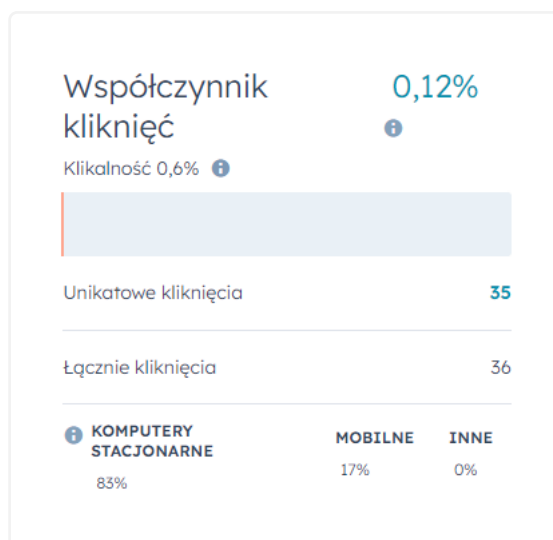 Współczynnik 0,12%
kliknięć
Klikalność 0,6%
Unikatowe kliknięcia 35
Łącznie kliknięcia 36
KOMPUTERY STACJONARNE MOBILNE INNE
83% 17% 0%